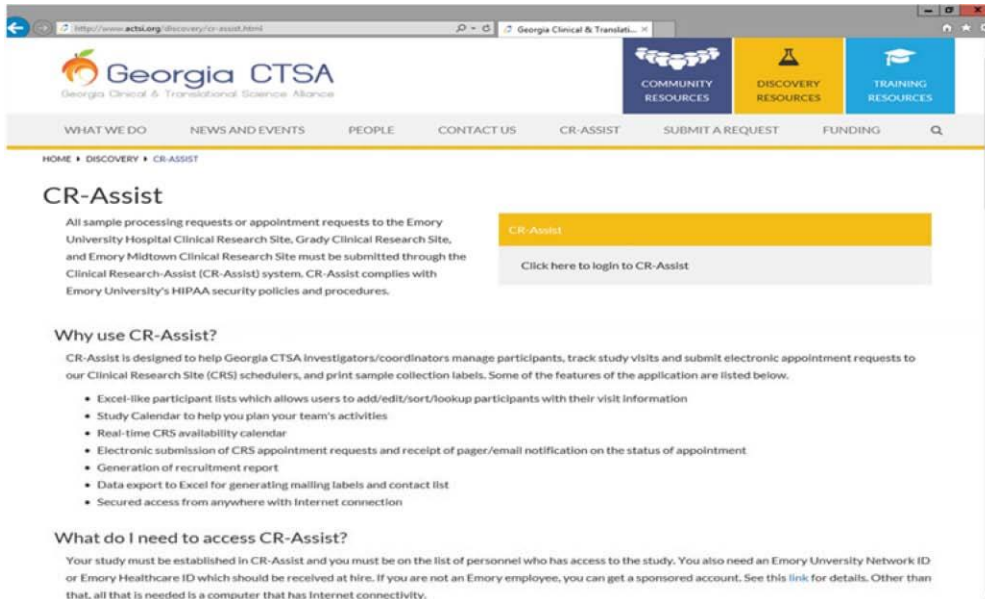 http://www.actsi.org/discovery/cr-assist.html
Georgia Clinical & Translati...
Georgia CTSA
Georgia Clinical & Translational Science Alliance
COMMUNITY
RESOURCES
DISCOVERY
RESOURCES
TRAINING
RESOURCES
WHAT WE DO NEWS AND EVENTS PEOPLE CONTACT US CR-ASSIST SUBMIT A REQUEST FUNDING
HOME DISCOVERY CR-ASSIST
CR-Assist
All sample processing requests or appointment requests to the Emory
University Hospital Clinical Research Site, Grady Clinical Research Site,
and Emory Midtown Clinical Research Site must be submitted through the
Clinical Research-Assist (CR-Assist) system. CR-Assist complies with
Emory University's HIPAA security policies and procedures.
CR-Assist
Click here to login to CR-Assist
Why use CR-Assist?
CR-Assist is designed to help Georgia CTSA investigators/coordinators manage participants, track study visits and submit electronic appointment requests to
our Clinical Research Site (CRS) schedulers, and print sample collection labels. Some of the features of the application are listed below.
• Excel-like participant lists which allows users to add/edit/sort/lookup participants with their visit information
• Study Calendar to help you plan your team's activities
• Real-time CRS availability calendar
• Electronic submission of CRS appointment requests and receipt of pager/email notification on the status of appointment
• Generation of recruitment report
• Data export to Excel for generating mailing labels and contact list
• Secured access from anywhere with Internet connection
What do I need to access CR-Assist?
Your study must be established in CR-Assist and you must be on the list of personnel who has access to the study. You also need an Emory Unversity Network ID
or Emory Healthcare ID which should be received at hire. If you are not an Emory employee, you can get a sponsored account. See this link for details. Other than
that, all that is needed is a computer that has Internet connectivity.